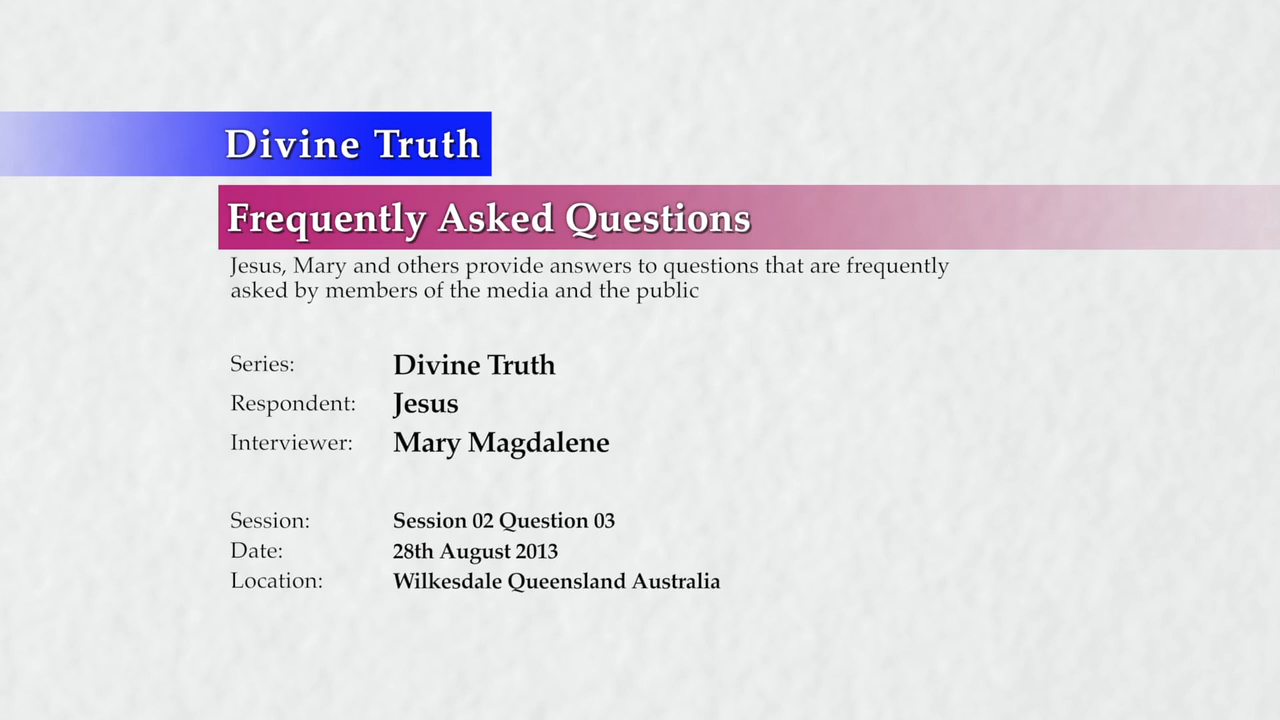 Divine Truth
Frequently Asked Questions
Jesus, Mary and others provide answers to questions that are frequently
asked by members of the media and the public
Series: Divine Truth
Respondent: Jesus
Interviewer: Mary Magdalene
Session: Session 02 Question 03
Date: 28th August 2013
Location: Wilkesdale Queensland Australia